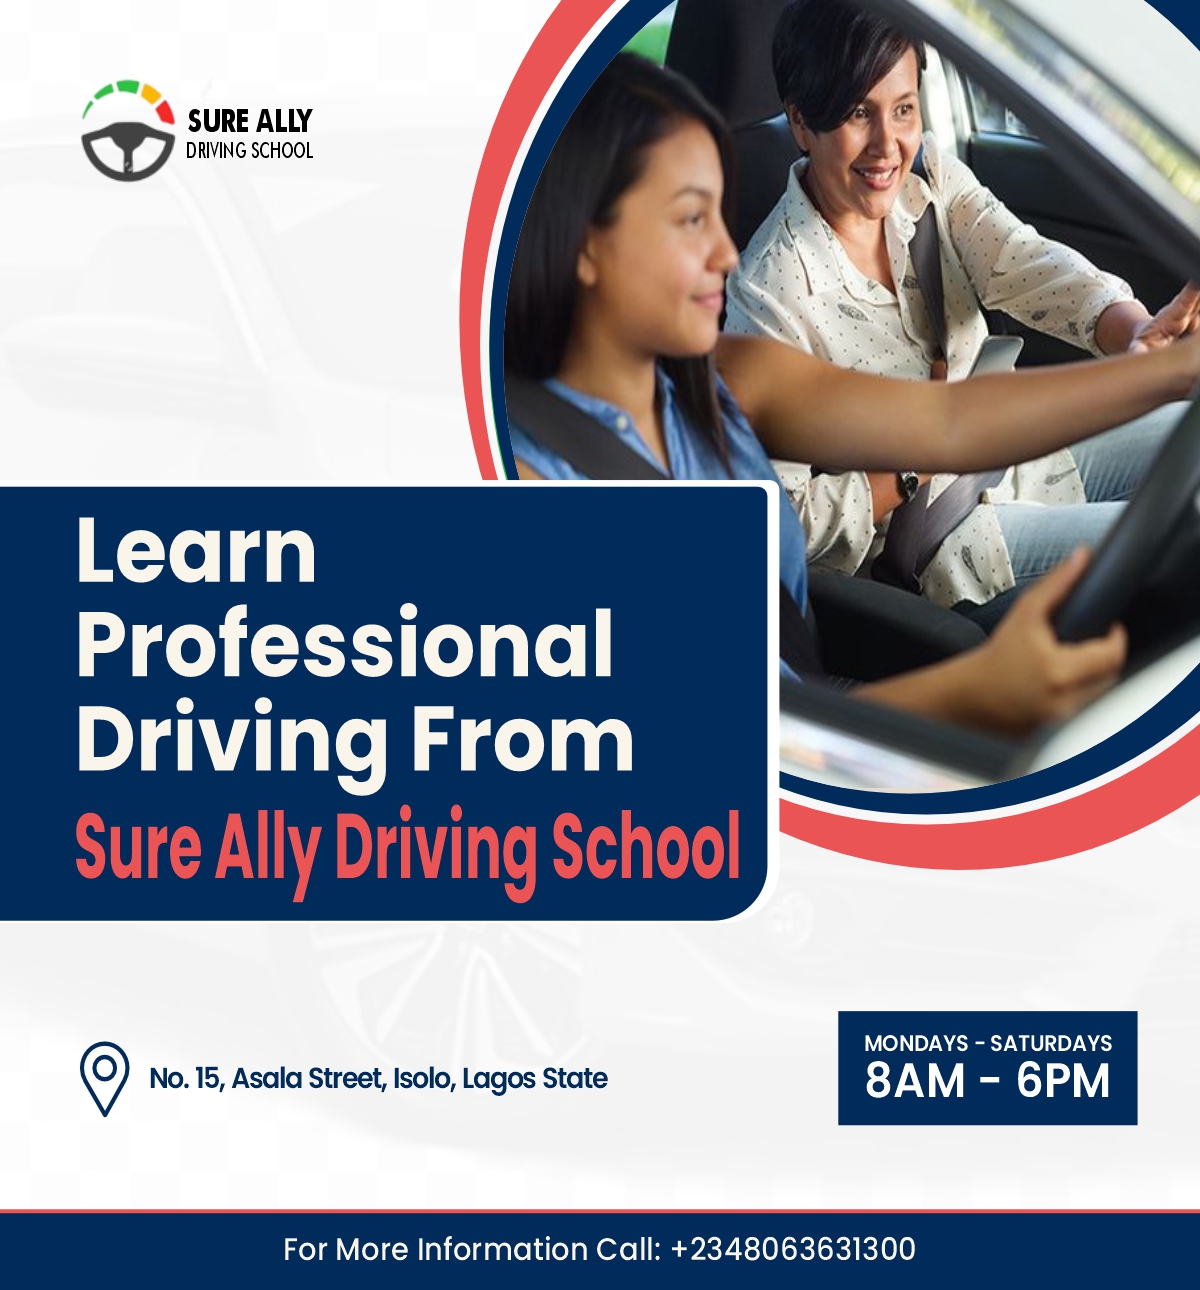 SURE ALLY
DRIVING SCHOOL
Learn
Professional
Driving From
Sure Ally Driving School
No. 15, Asala Street, Isolo, Lagos State
MONDAYS - SATURDAYS
8AM - 6PM
For More Information Call: +2348063631300